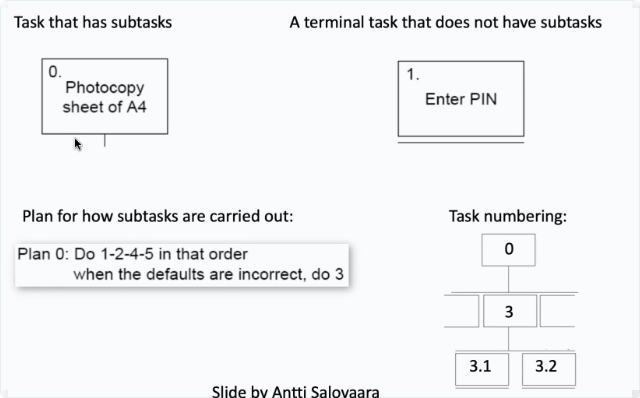 Task that has subtasks
A terminal task that does not have subtasks
0.
Photocopy
sheet of A4
1.
Enter PIN
Plan for how subtasks are carried out:
Plan 0: Do 1-2-4-5 in that order
when the defaults are incorrect, do 3
Task numbering:
0
3
3.1
3.2
Slide by Antti Salovaara